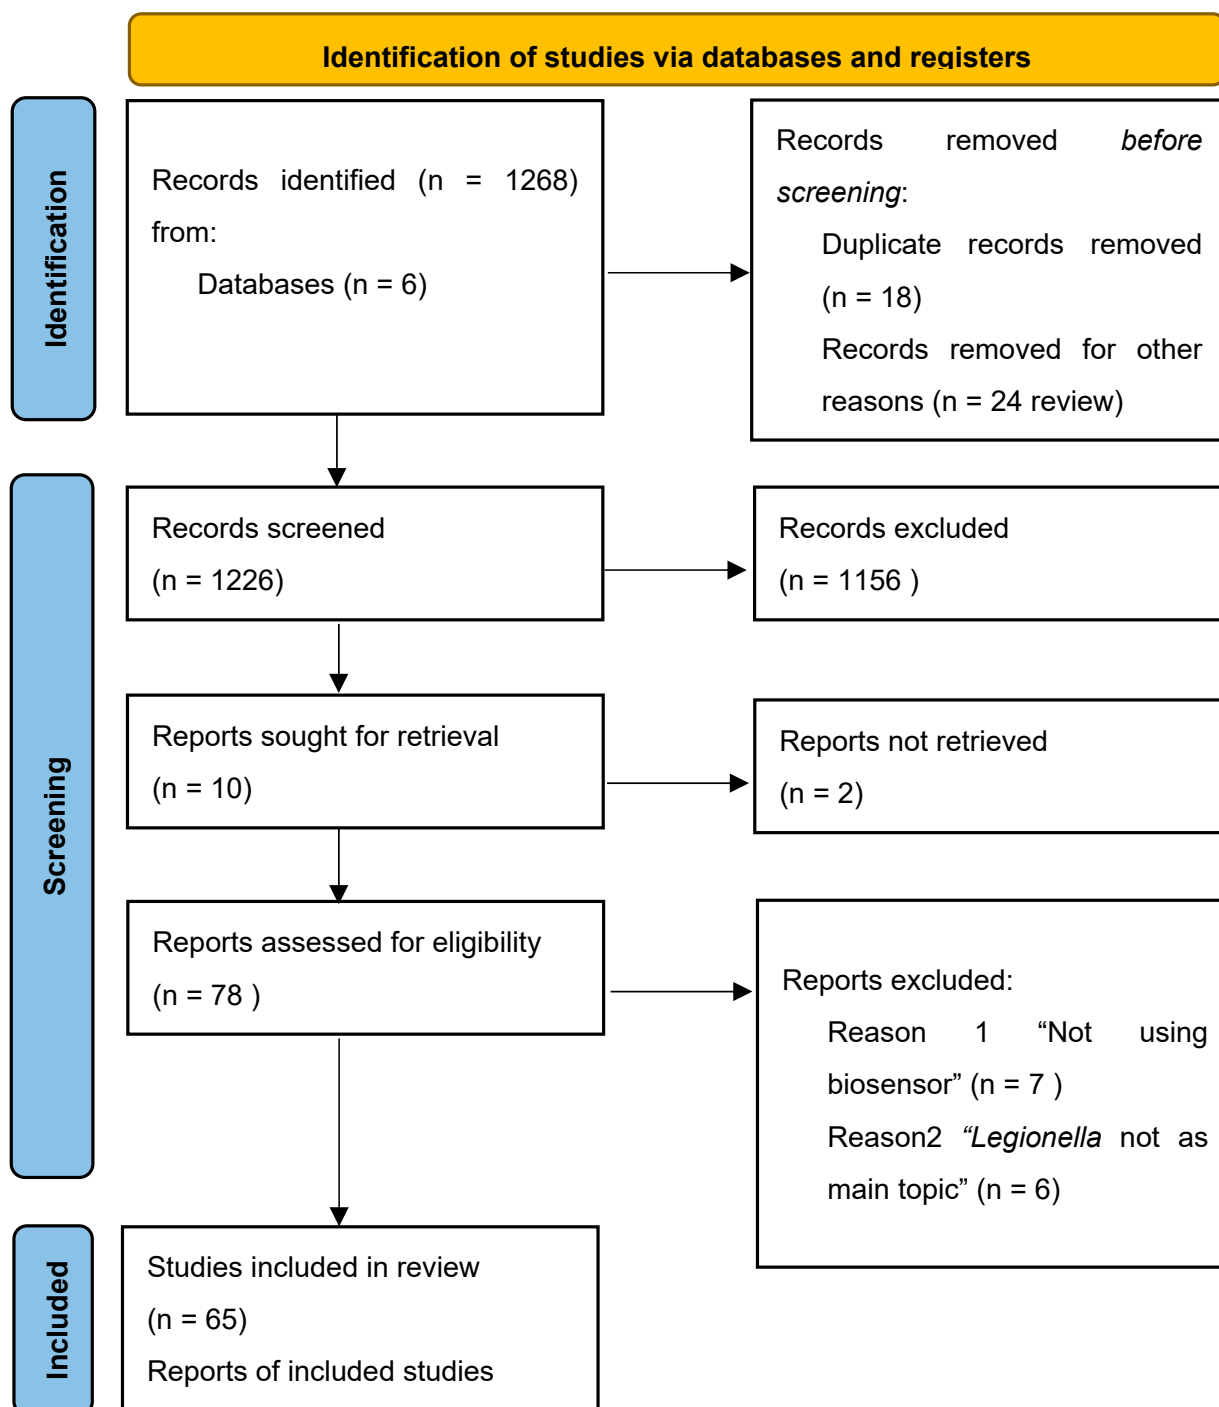 Identification of studies via databases and registers
Identification
Records identified (n = 1268)
from:
Databases (n = 6)
Records removed before
screening:
Duplicate records removed
(n = 18)
Records removed for other
reasons (n = 24 review)
Screening
Records screened
(n = 1226)
Records excluded
(n = 1156 )
Reports sought for retrieval
(n = 10)
Reports not retrieved
(n = 2)
Reports assessed for eligibility
(n = 78 )
Reports excluded:
Reason 1 “Not using
biosensor” (n = 7 )
Reason2 “Legionella not as
main topic” (n = 6)
Included
Studies included in review
(n = 65)
Reports of included studies